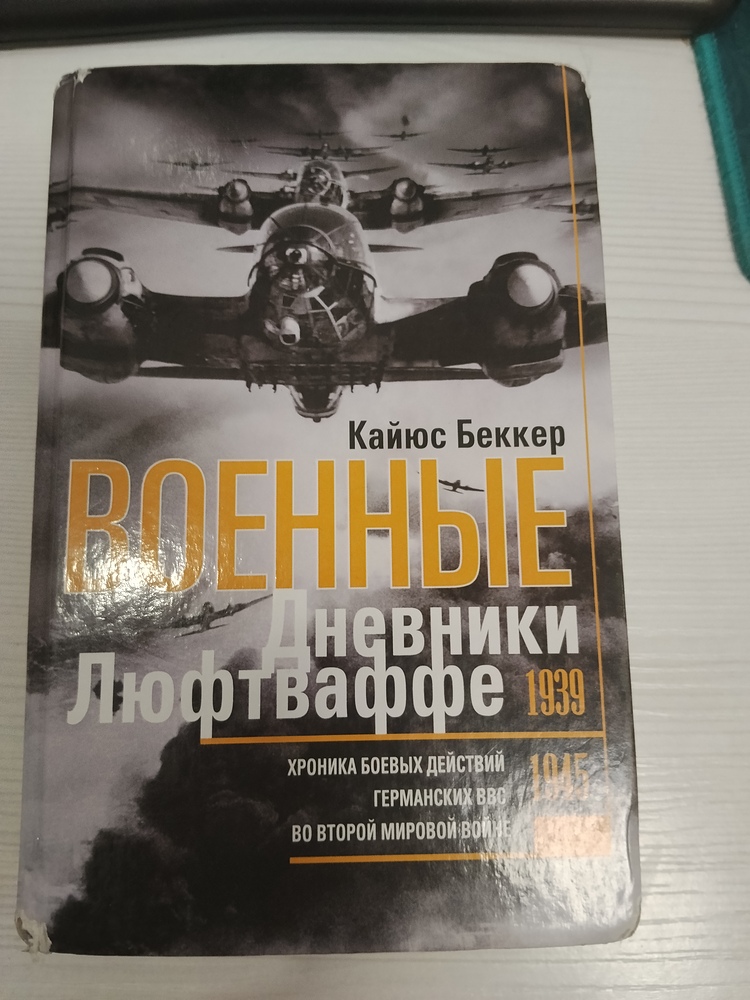 Кайюс Беккер
ВОЕННЫЕ
Дневники
Люфтваффе 1939
ХРОНИКА БОЕВЫХ ДЕЙСТВИЙ 1945
ГЕРМАНСКИХ ВВС
ВО ВТОРОЙ МИРОВОЙ ВОЙНЕ